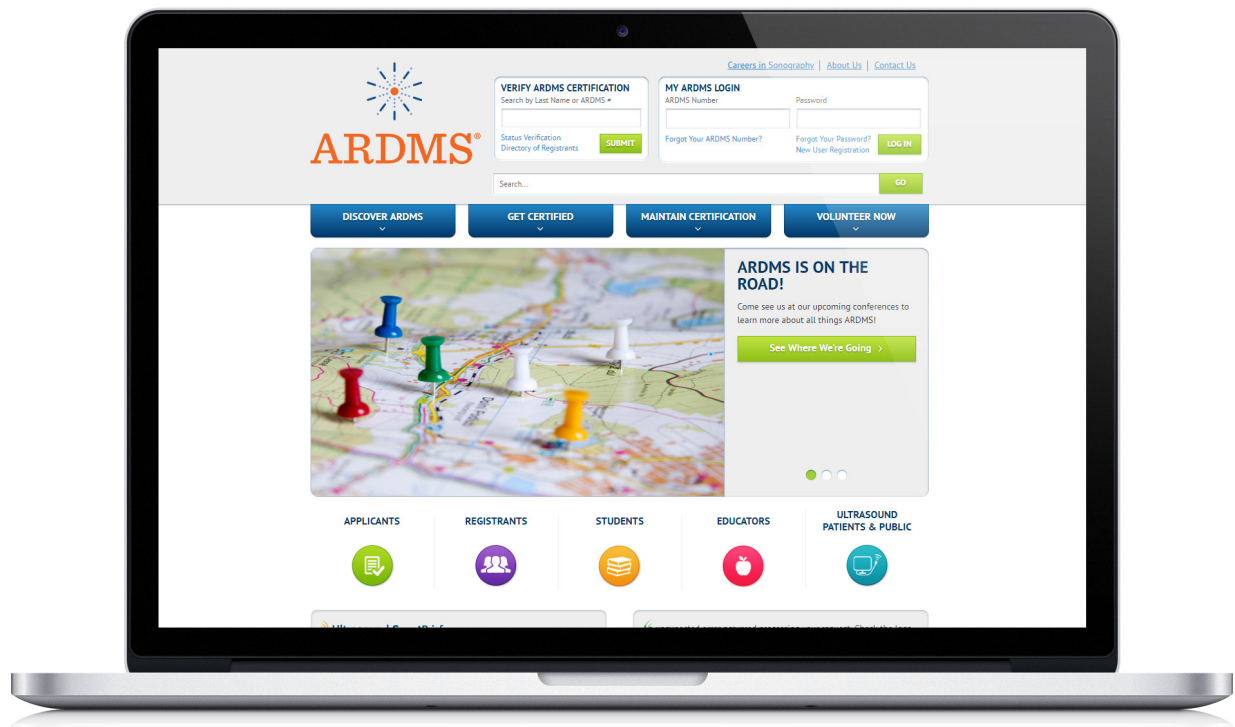 Careers in Sonography | About Us | Contact Us
ARDMS®
VERIFY ARDMS CERTIFICATION
Search by Last Name or ARDMS #
Status Verification
Directory of Registrants
SUBMIT
MY ARDMS LOGIN
ARDMS Number
Password
Forgot Your ARDMS Number?
Forgot Your Password?
New User Registration
LOG IN
Search...
GO
DISCOVER ARDMS
GET CERTIFIED
MAINTAIN CERTIFICATION
VOLUNTEER NOW
ARDMS IS ON THE
ROAD!
Come see us at our upcoming conferences to
learn more about all things ARDMS!
See Where We're Going >
APPLICANTS
REGISTRANTS
STUDENTS
EDUCATORS
ULTRASOUND
PATIENTS & PUBLIC